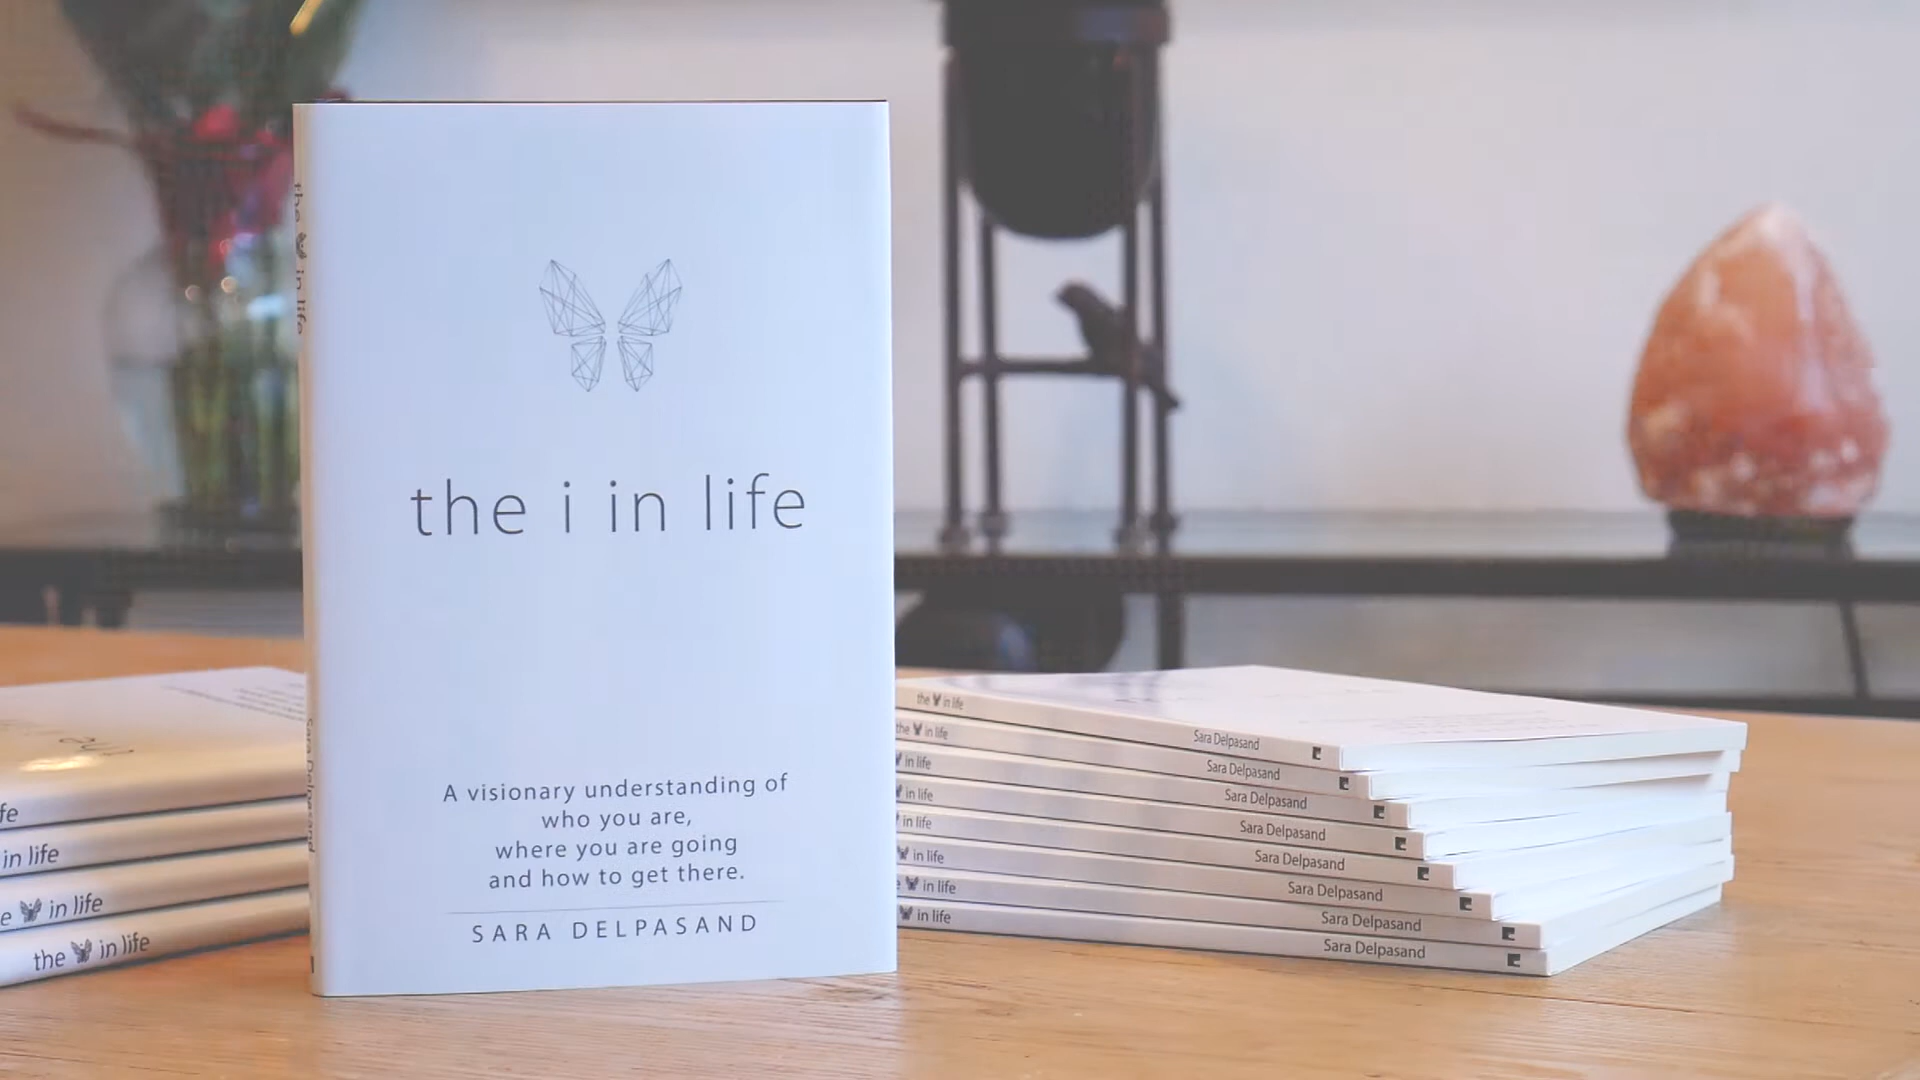 the i in life
A visionary understanding of
who you are,
where you are going
and how to get there.
SARA DELPASAND
the in life
Sara Delpasand
fe
in life
e in life
the in life
the in life Sara Delpasand
the in life Sara Delpasand
in life Sara Delpasand
in life Sara Delpasand
in life Sara Delpasand
in life Sara Delpasand
e in life Sara Delpasand
in life Sara Delpasand